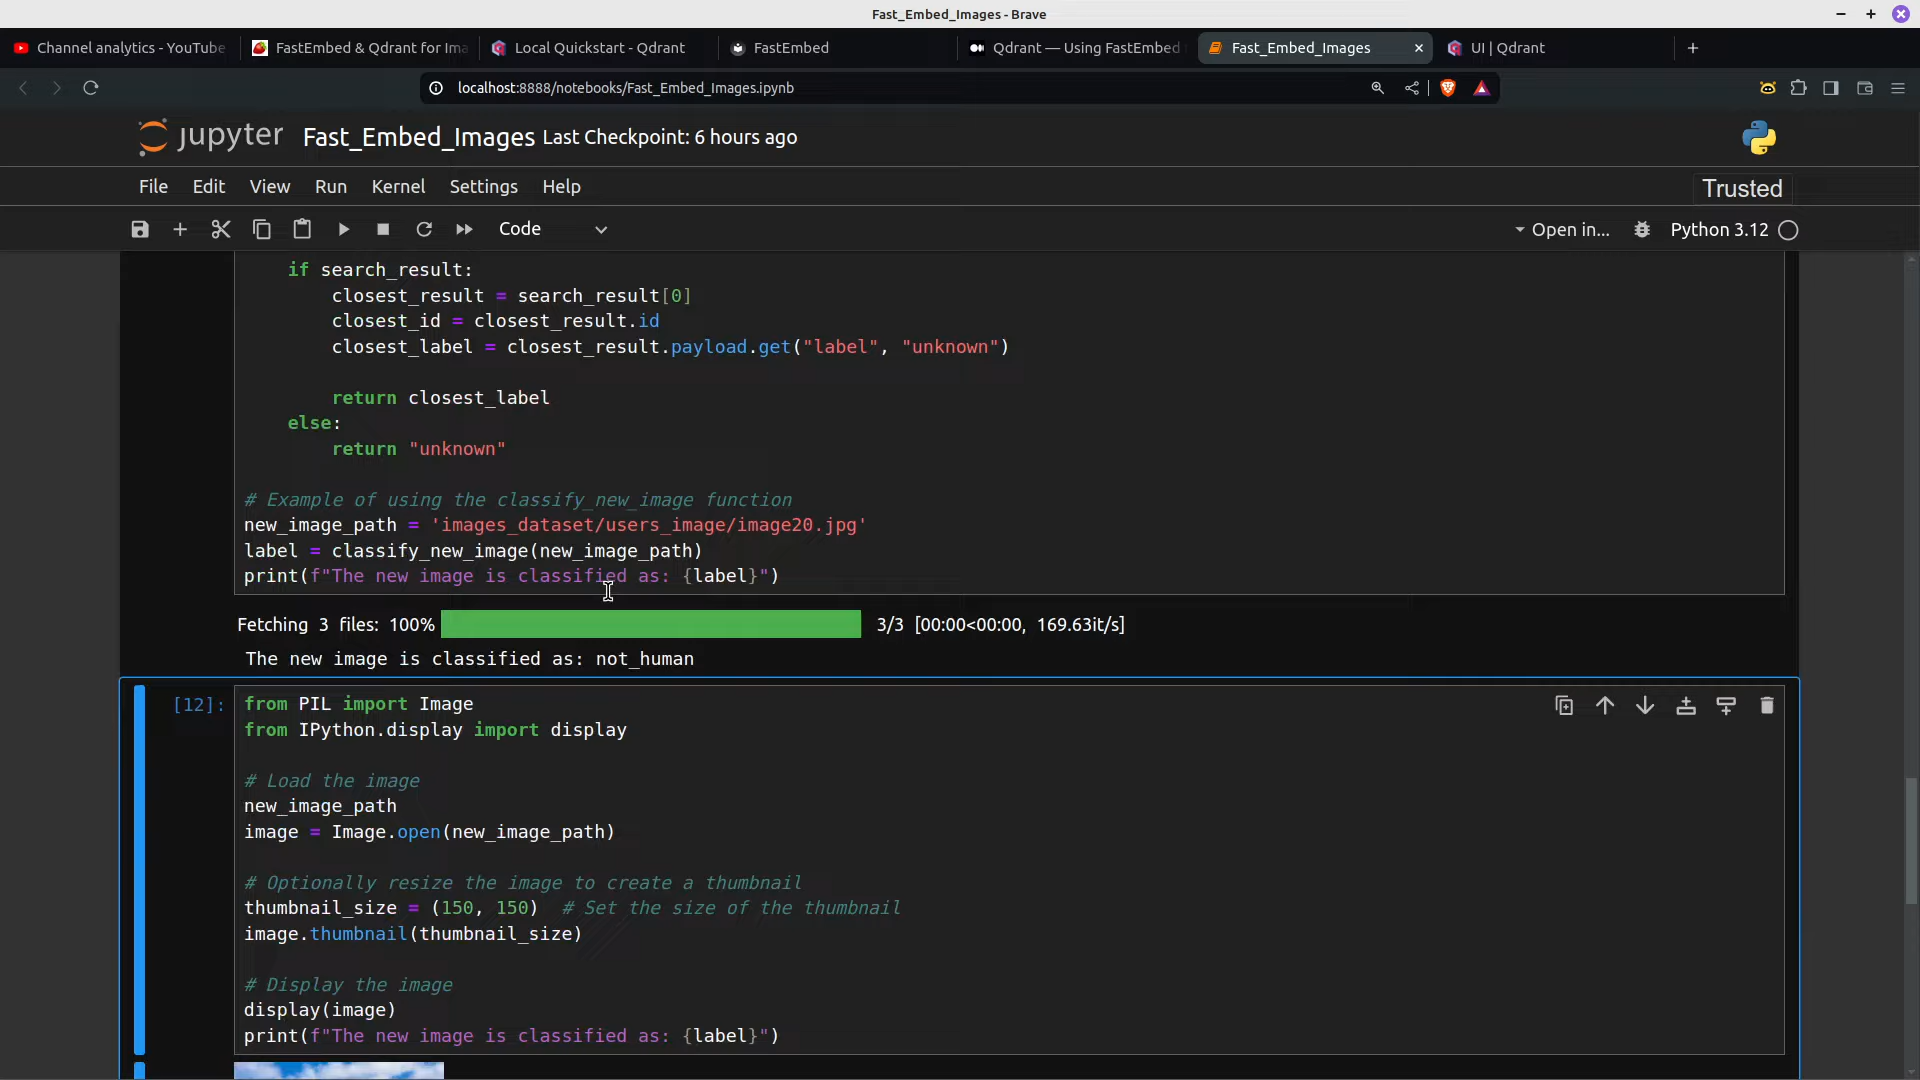 Fast_Embed_Images - Brave
Channel analytics - YouTube
FastEmbed & Qdrant for Ima
Local Quickstart - Qdrant
FastEmbed
Qdrant — Using FastEmbed
Fast_Embed_Images
UI | Qdrant
localhost:8888/notebooks/Fast_Embed_Images.ipynb
jupyter Fast_Embed_Images Last Checkpoint: 6 hours ago
File Edit View Run Kernel Settings Help Trusted
Code Open in... Python 3.12
if search_result:
closest_result = search_result[0]
closest_id = closest_result.id
closest_label = closest_result.payload.get("label", "unknown")
return closest_label
else:
return "unknown"
# Example of using the classify_new_image function
new_image_path = 'images_dataset/users_image/image20.jpg'
label = classify_new_image(new_image_path)
print(f"The new image is classified as: {label}")
Fetching 3 files: 100% 3/3 [00:00<00:00, 169.63it/s]
The new image is classified as: not_human
[12]: from PIL import Image
from IPython.display import display
# Load the image
new_image_path
image = Image.open(new_image_path)
# Optionally resize the image to create a thumbnail
thumbnail_size = (150, 150) # Set the size of the thumbnail
image.thumbnail(thumbnail_size)
# Display the image
display(image)
print(f"The new image is classified as: {label}")